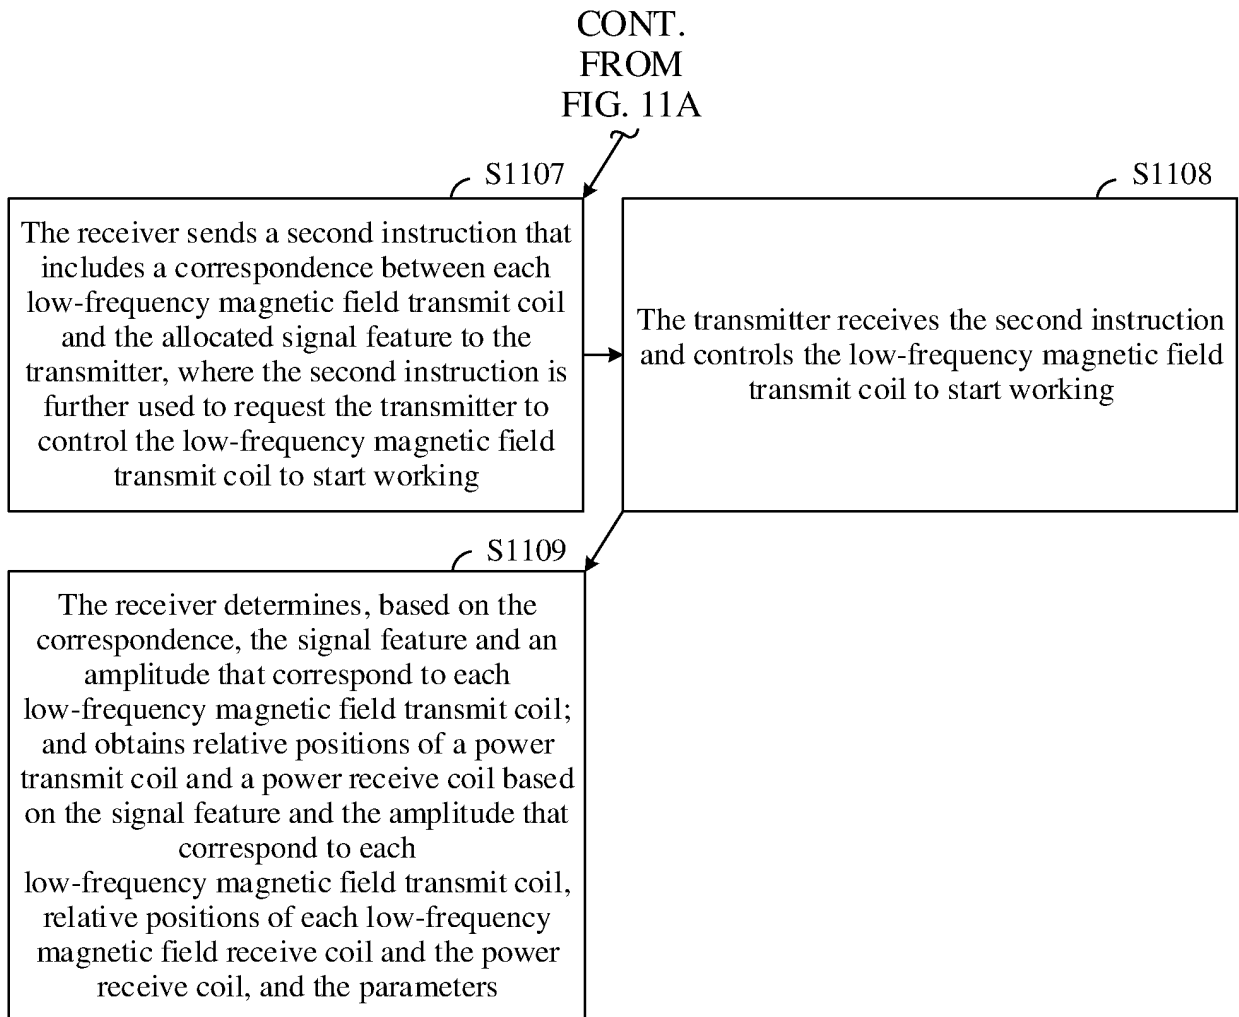 CONT.
FROM
FIG. 11A
S1107
The receiver sends a second instruction that
includes a correspondence between each
low-frequency magnetic field transmit coil
and the allocated signal feature to the
transmitter, where the second instruction is
further used to request the transmitter to
control the low-frequency magnetic field
transmit coil to start working
S1108
The transmitter receives the second instruction
and controls the low-frequency magnetic field
transmit coil to start working
S1109
The receiver determines, based on the
correspondence, the signal feature and an
amplitude that correspond to each
low-frequency magnetic field transmit coil;
and obtains relative positions of a power
transmit coil and a power receive coil based
on the signal feature and the amplitude that
correspond to each
low-frequency magnetic field transmit coil,
relative positions of each low-frequency
magnetic field receive coil and the power
receive coil, and the parameters